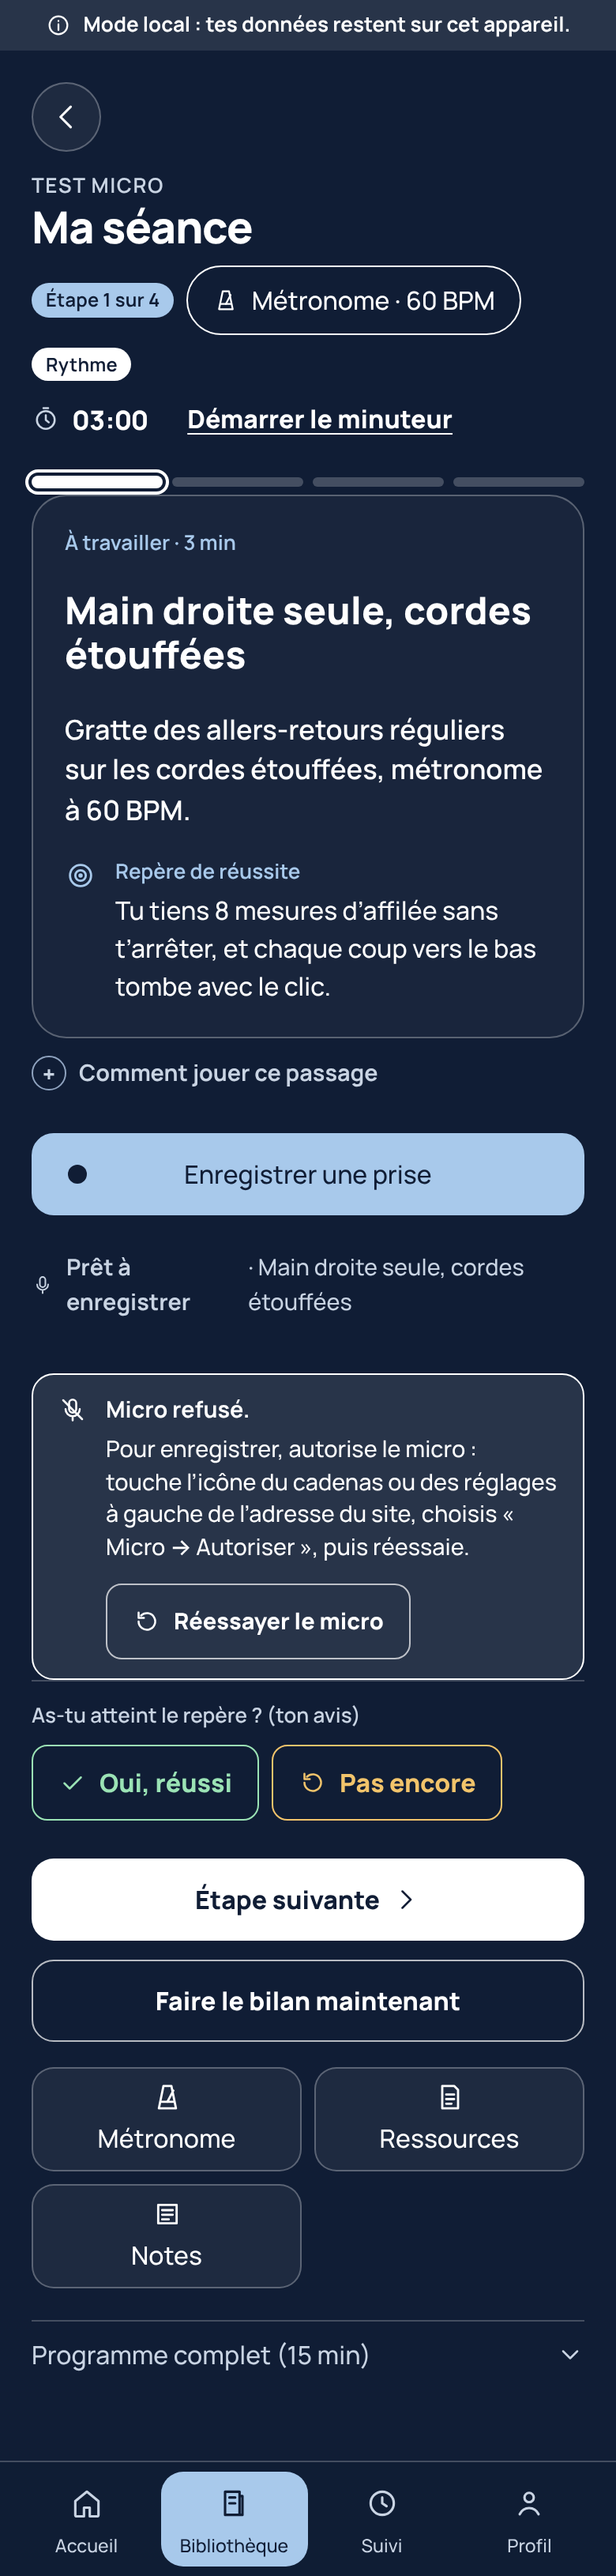 Mode local : tes données restent sur cet appareil.
TEST MICRO
Ma séance
Étape 1 sur 4
Métronome · 60 BPM
Rythme
03:00
Démarrer le minuteur
À travailler · 3 min
Main droite seule, cordes
étouffées
Gratte des allers-retours réguliers
sur les cordes étouffées, métronome
à 60 BPM.
Repère de réussite
Tu tiens 8 mesures d’affilée sans
t’arrêter, et chaque coup vers le bas
tombe avec le clic.
Comment jouer ce passage
Enregistrer une prise
Prêt à
enregistrer
· Main droite seule, cordes
étouffées
Micro refusé.
Pour enregistrer, autorise le micro :
touche l’icône du cadenas ou des réglages
à gauche de l’adresse du site, choisis «
Micro → Autoriser », puis réessaie.
Réessayer le micro
As-tu atteint le repère ? (ton avis)
Oui, réussi
Pas encore
Étape suivante
Faire le bilan maintenant
Métronome
Ressources
Notes
Programme complet (15 min)
Accueil
Bibliothèque
Suivi
Profil